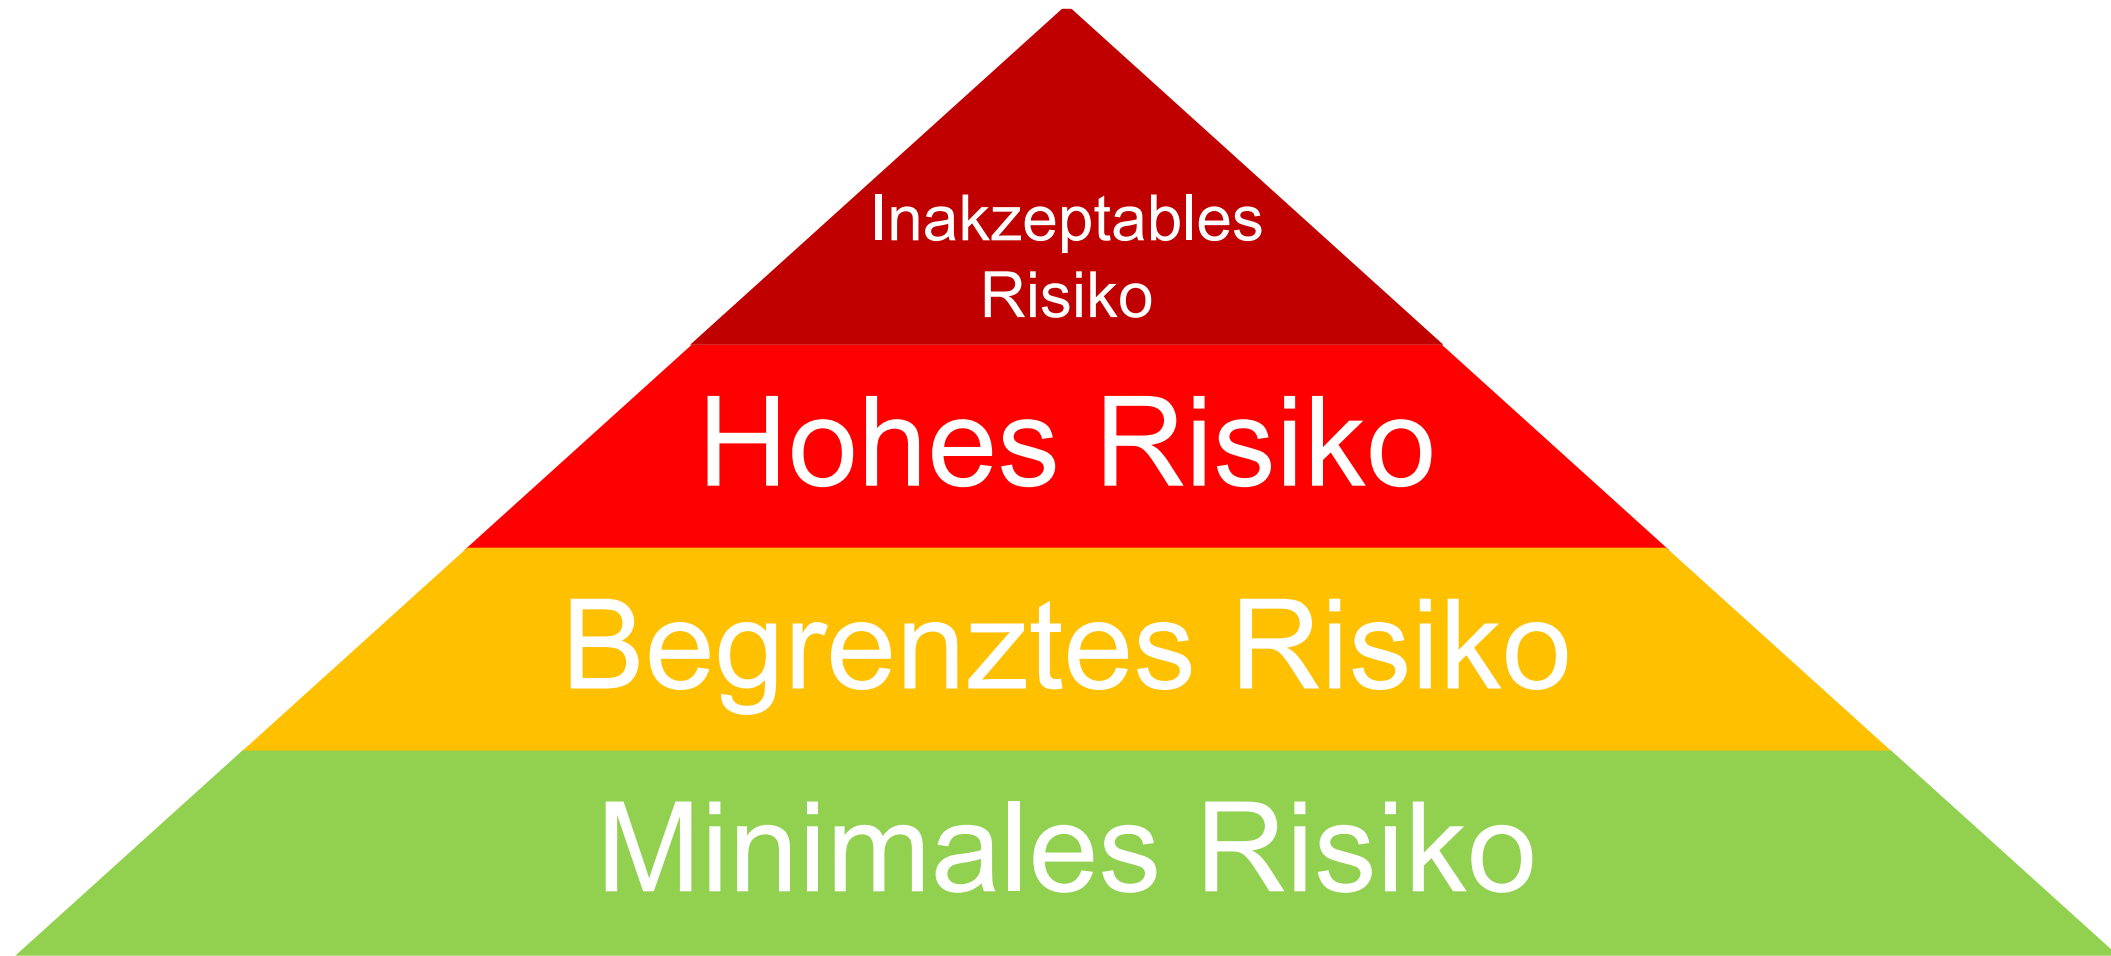 Inakzeptables
Risiko
Hohes Risiko
Begrenztes Risiko
Minimales Risiko